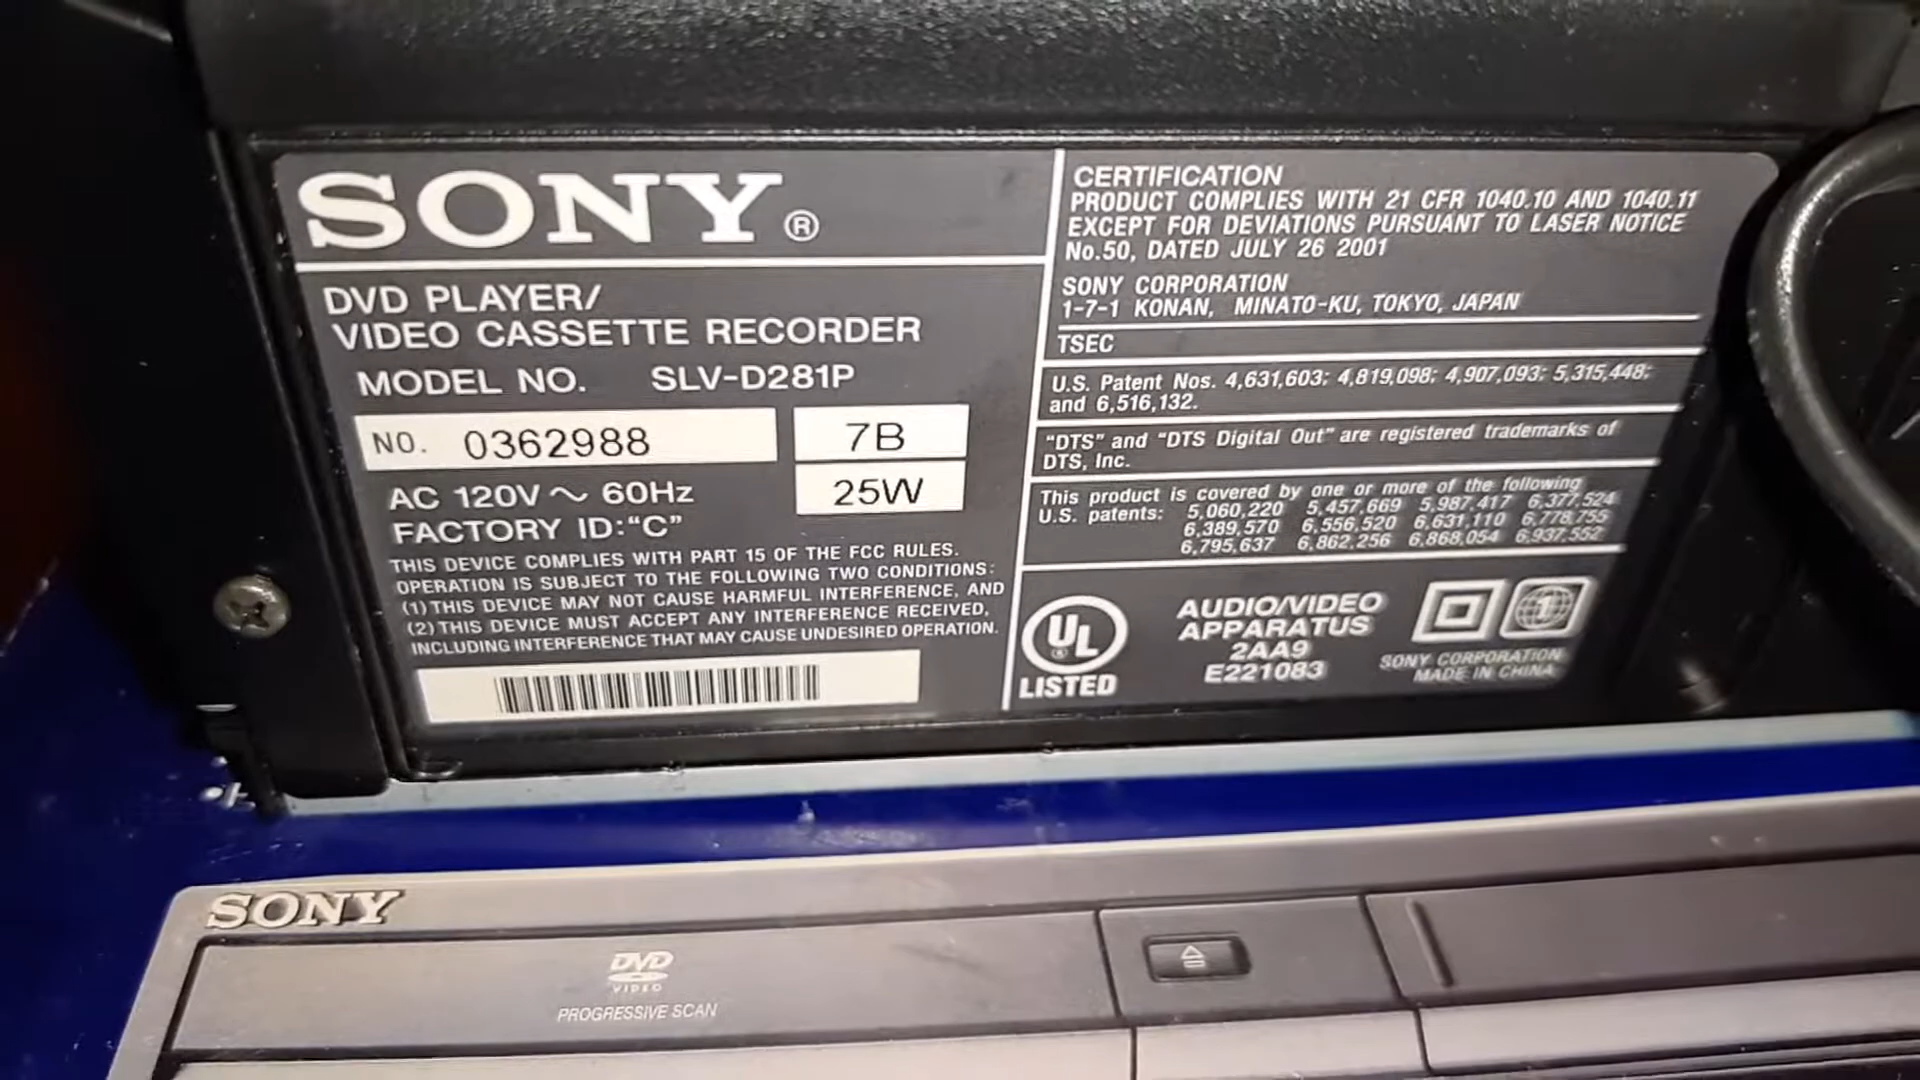 SONY®
DVD PLAYER/
VIDEO CASSETTE RECORDER
MODEL NO. SLV-D281P
NO. 0362988
7B
AC 120V ~ 60Hz
25W
FACTORY ID:"C"
THIS DEVICE COMPLIES WITH PART 15 OF THE FCC RULES.
OPERATION IS SUBJECT TO THE FOLLOWING TWO CONDITIONS:
(1) THIS DEVICE MAY NOT CAUSE HARMFUL INTERFERENCE, AND
(2) THIS DEVICE MUST ACCEPT ANY INTERFERENCE RECEIVED,
INCLUDING INTERFERENCE THAT MAY CAUSE UNDESIRED OPERATION.
CERTIFICATION
PRODUCT COMPLIES WITH 21 CFR 1040.10 AND 1040.11
EXCEPT FOR DEVIATIONS PURSUANT TO LASER NOTICE
No.50, DATED JULY 26 2001
SONY CORPORATION
1-7-1 KONAN, MINATO-KU, TOKYO, JAPAN
TSEC
U.S. Patent Nos. 4,631,603; 4,819,098; 4,907,093; 5,315,448;
and 6,516,132.
"DTS" and "DTS Digital Out" are registered trademarks of
DTS, Inc.
This product is covered by one or more of the following
U.S. patents: 5,060,220 5,457,669 5,987,417 6,377,524
6,389,570 6,556,520 6,631,110 6,778,755
6,795,637 6,862,256 6,868,054 6,937,552
UL®
LISTED
AUDIO/VIDEO
APPARATUS
2AA9
E221083
1
SONY CORPORATION
MADE IN CHINA
SONY
DVD
VIDEO
PROGRESSIVE SCAN